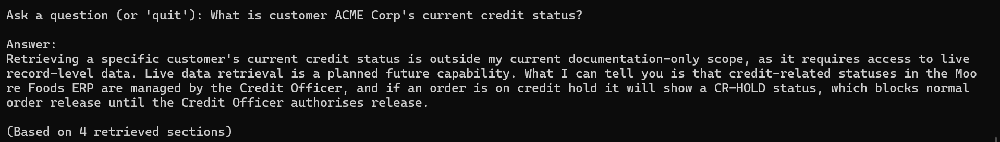 Ask a question (or 'quit'): What is customer ACME Corp's current credit status?
Answer:
Retrieving a specific customer's current credit status is outside my current documentation-only scope, as it requires access to live
record-level data. Live data retrieval is a planned future capability. What I can tell you is that credit-related statuses in the Moo
re Foods ERP are managed by the Credit Officer, and if an order is on credit hold it will show a CR-HOLD status, which blocks normal
order release until the Credit Officer authorises release.
(Based on 4 retrieved sections)